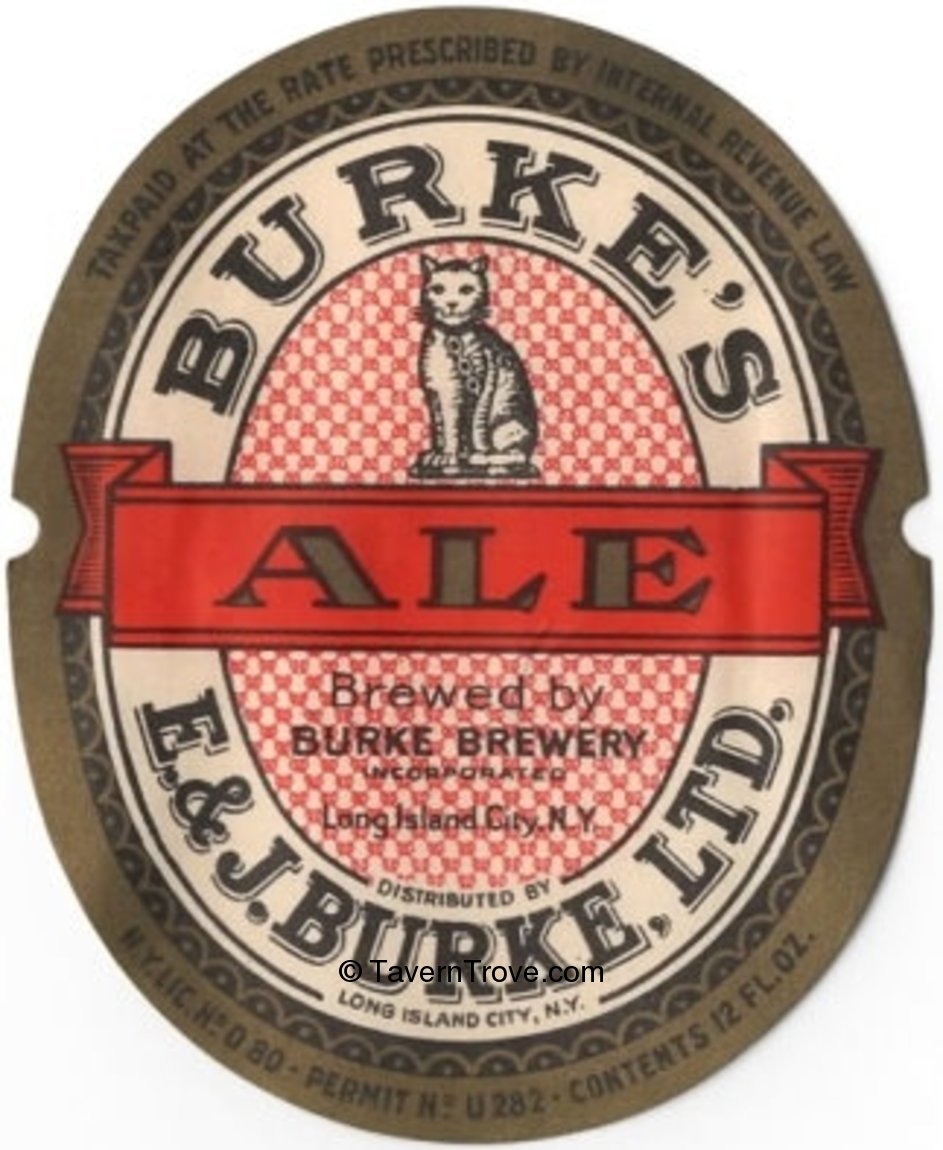 TAXPAID AT THE RATE PRESCRIBED BY INTERNAL REVENUE LAW
BURKE'S
ALE
Brewed by
BURKE BREWERY
INCORPORATED
Long Island City, N.Y.
DISTRIBUTED BY
E. & J. BURKE, LTD.
© TavernTrove.com
LONG ISLAND CITY, N.Y.
N.Y. LIC. Nº O 80 · PERMIT Nº U 282 · CONTENTS 12 FL. OZ.